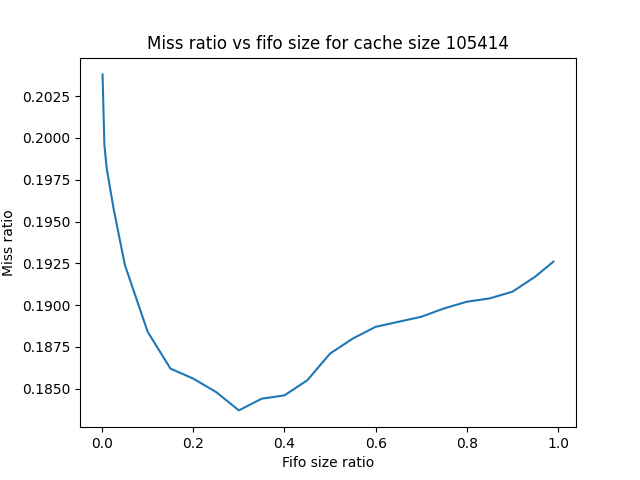 Miss ratio vs fifo size for cache size 105414
Miss ratio
0.2025
0.2000
0.1975
0.1950
0.1925
0.1900
0.1875
0.1850
0.0 0.2 0.4 0.6 0.8 1.0
Fifo size ratio